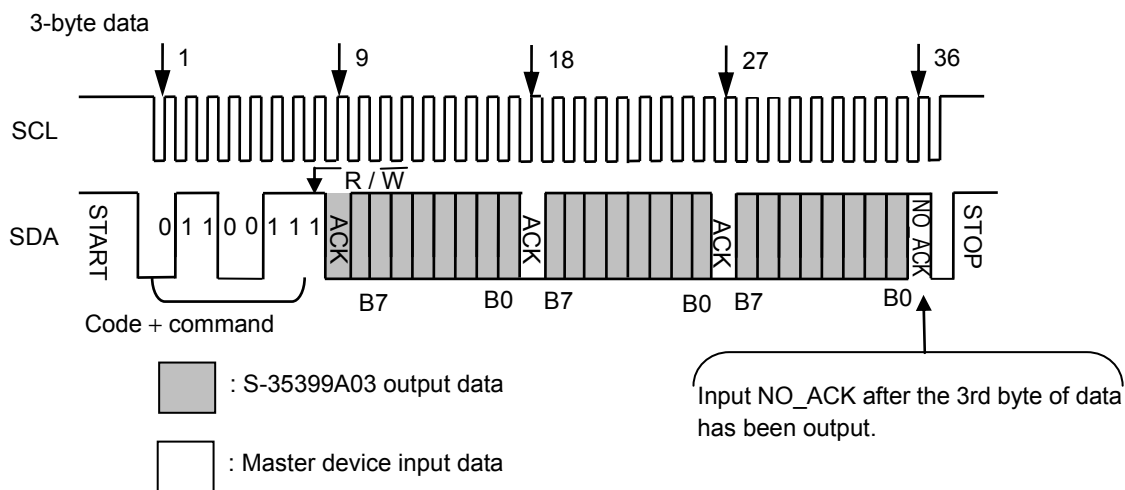 3-byte data
1 9 18 27 36
SCL
R / W
SDA START 0 1 1 0 0 1 1 1 ACK ACK ACK NO_ACK STOP
B7 B0 B7 B0 B7 B0
Code + command
: S-35399A03 output data
Input NO_ACK after the 3rd byte of data
has been output.
: Master device input data